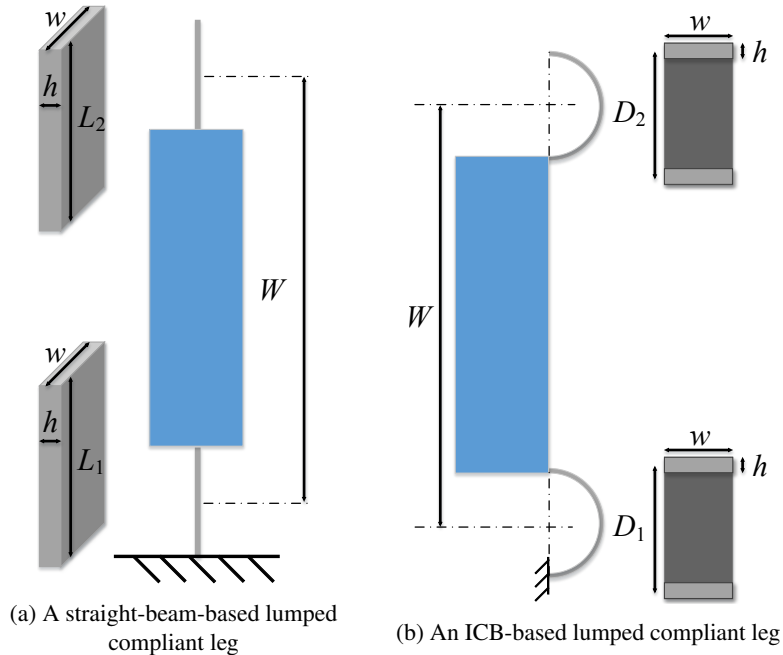 w
h
L₂
w
h
L₁
W
(a) A straight-beam-based lumped
compliant leg
W
D₂
w
h
D₁
w
h
(b) An ICB-based lumped compliant leg